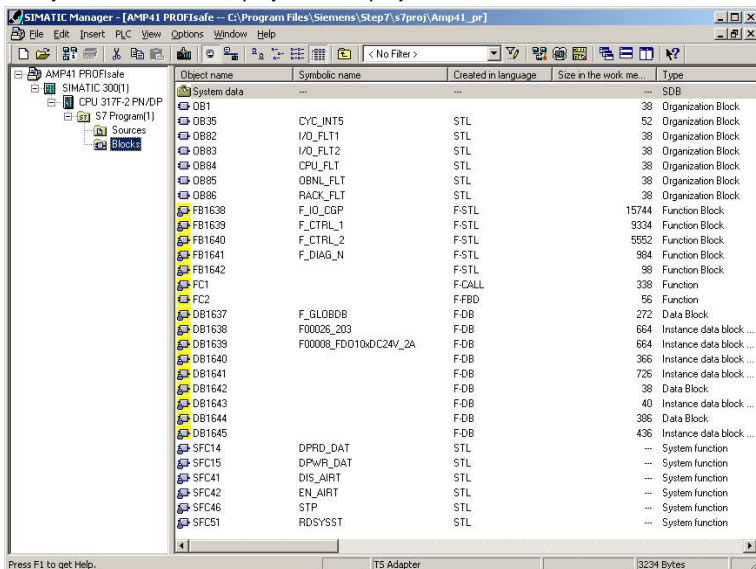 SIMATIC Manager - [AMP41 PROFIsafe -- C:\Program Files\Siemens\Step7\s7proj\Amp41_pr]
File Edit Insert PLC View Options Window Help
< No Filter >
AMP41 PROFIsafe
SIMATIC 300(1)
CPU 317F-2 PN/DP
S7 Program(1)
Sources
Blocks
Object name Symbolic name Created in language Size in the work me... Type
System data --- --- --- SDB
OB1 38 Organization Block
OB35 CYC_INT5 STL 52 Organization Block
OB82 I/O_FLT1 STL 38 Organization Block
OB83 I/O_FLT2 STL 38 Organization Block
OB84 CPU_FLT STL 38 Organization Block
OB85 OBNL_FLT STL 38 Organization Block
OB86 RACK_FLT STL 38 Organization Block
FB1638 F_IO_CGP F-STL 15744 Function Block
FB1639 F_CTRL_1 F-STL 9334 Function Block
FB1640 F_CTRL_2 F-STL 5552 Function Block
FB1641 F_DIAG_N F-STL 984 Function Block
FB1642 F-STL 98 Function Block
FC1 F-CALL 338 Function
FC2 F-FBD 56 Function
DB1637 F_GLOBDB F-DB 272 Data Block
DB1638 F00026_203 F-DB 664 Instance data block ...
DB1639 F00008_FDO10xDC24V_2A F-DB 664 Instance data block ...
DB1640 F-DB 366 Instance data block ...
DB1641 F-DB 726 Instance data block ...
DB1642 F-DB 38 Data Block
DB1643 F-DB 40 Instance data block ...
DB1644 F-DB 386 Data Block
DB1645 F-DB 436 Instance data block ...
SFC14 DPRD_DAT STL --- System function
SFC15 DPWR_DAT STL --- System function
SFC41 DIS_AIRT STL --- System function
SFC42 EN_AIRT STL --- System function
SFC46 STP STL --- System function
SFC51 RDSYSST STL --- System function
Press F1 to get Help. TS Adapter 3234 Bytes